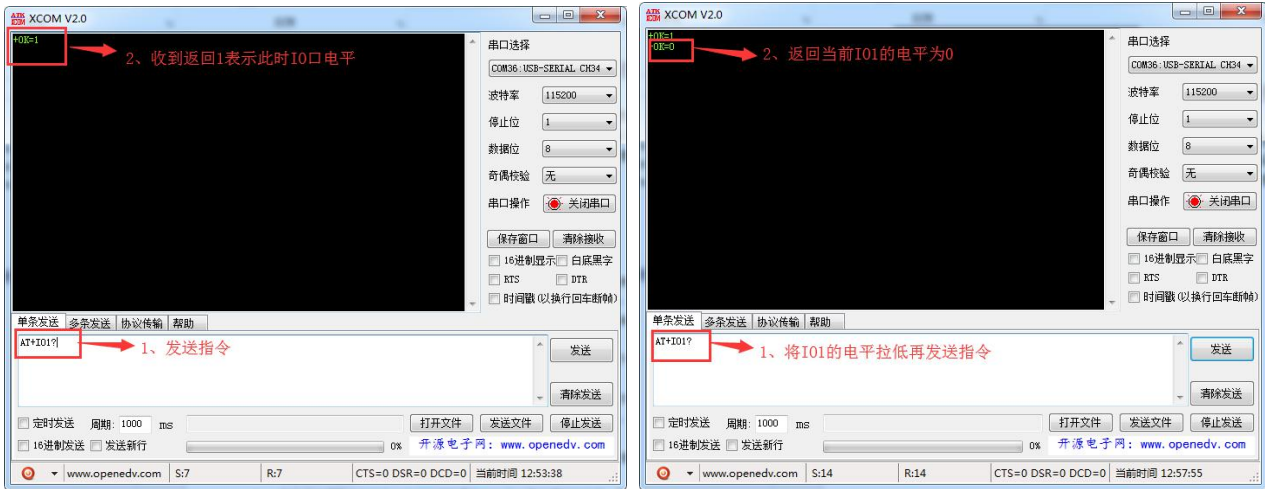 ATK XCOM XCOM V2.0
+OK=1
2、收到返回1表示此时IO口电平
串口选择
COM36:USB-SERIAL CH34
波特率 115200
停止位 1
数据位 8
奇偶校验 无
串口操作 关闭串口
保存窗口 清除接收
16进制显示 白底黑字
RTS DTR
时间戳(以换行回车断帧)
单条发送 多条发送 协议传输 帮助
AT+IO1?
1、发送指令
发送
清除发送
定时发送 周期: 1000 ms 打开文件 发送文件 停止发送
16进制发送 发送新行 0% 开源电子网: www.openedv.com
www.openedv.com S:7 R:7 CTS=0 DSR=0 DCD=0 当前时间 12:53:38
ATK XCOM XCOM V2.0
+OK=1
+OK=0
2、返回当前IO1的电平为0
串口选择
COM36:USB-SERIAL CH34
波特率 115200
停止位 1
数据位 8
奇偶校验 无
串口操作 关闭串口
保存窗口 清除接收
16进制显示 白底黑字
RTS DTR
时间戳(以换行回车断帧)
单条发送 多条发送 协议传输 帮助
AT+IO1?
1、将IO1的电平拉低再发送指令
发送
清除发送
定时发送 周期: 1000 ms 打开文件 发送文件 停止发送
16进制发送 发送新行 0% 开源电子网: www.openedv.com
www.openedv.com S:14 R:14 CTS=0 DSR=0 DCD=0 当前时间 12:57:55